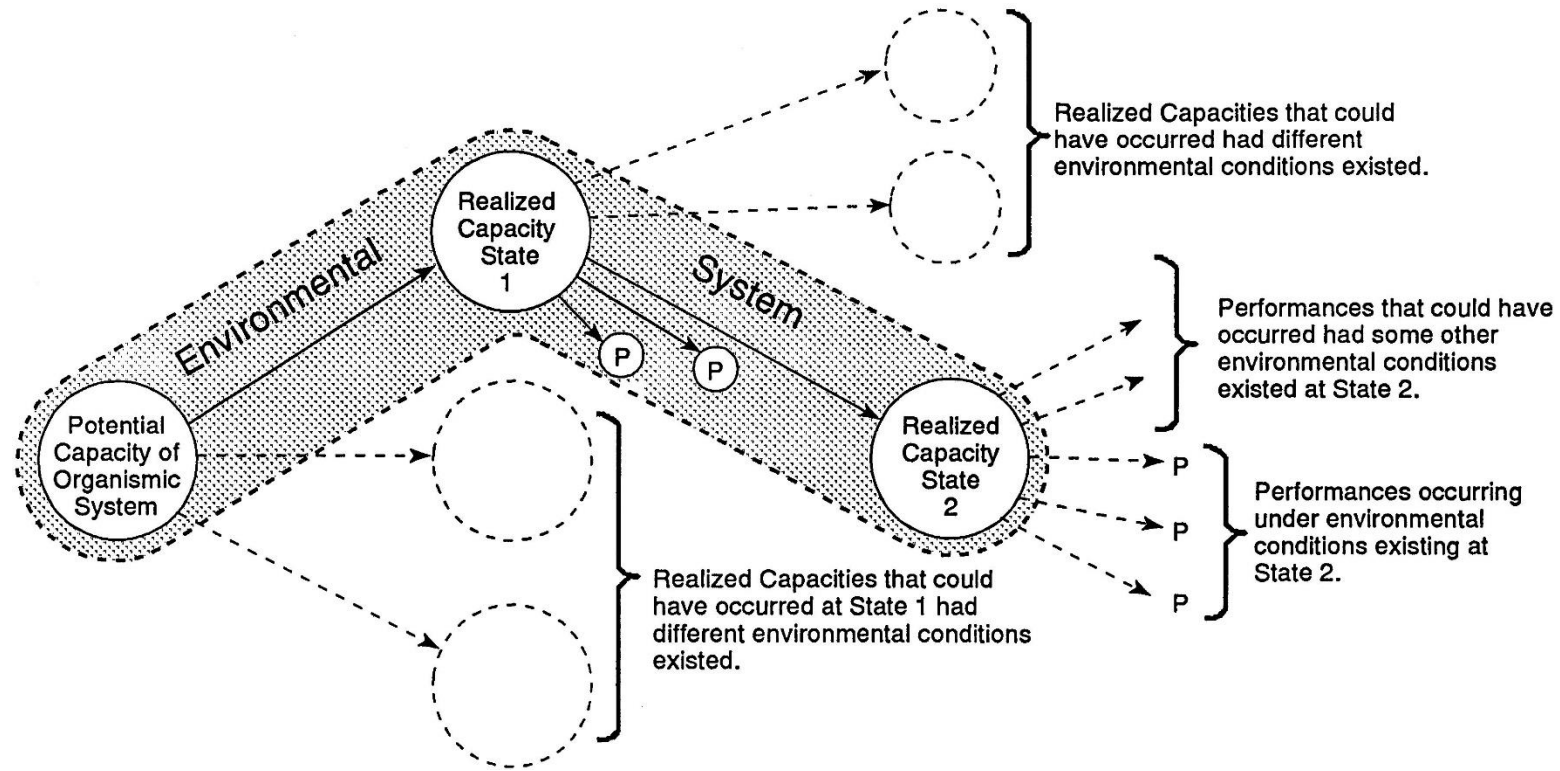 Realized Capacities that could
have occurred had different
environmental conditions existed.
Realized
Capacity
State
1
Environmental
System
P
P
Performances that could have
occurred had some other
environmental conditions
existed at State 2.
Potential
Capacity of
Organismic
System
Realized
Capacity
State
2
P
P
P
Performances occurring
under environmental
conditions existing at
State 2.
Realized Capacities that could
have occurred at State 1 had
different environmental conditions
existed.